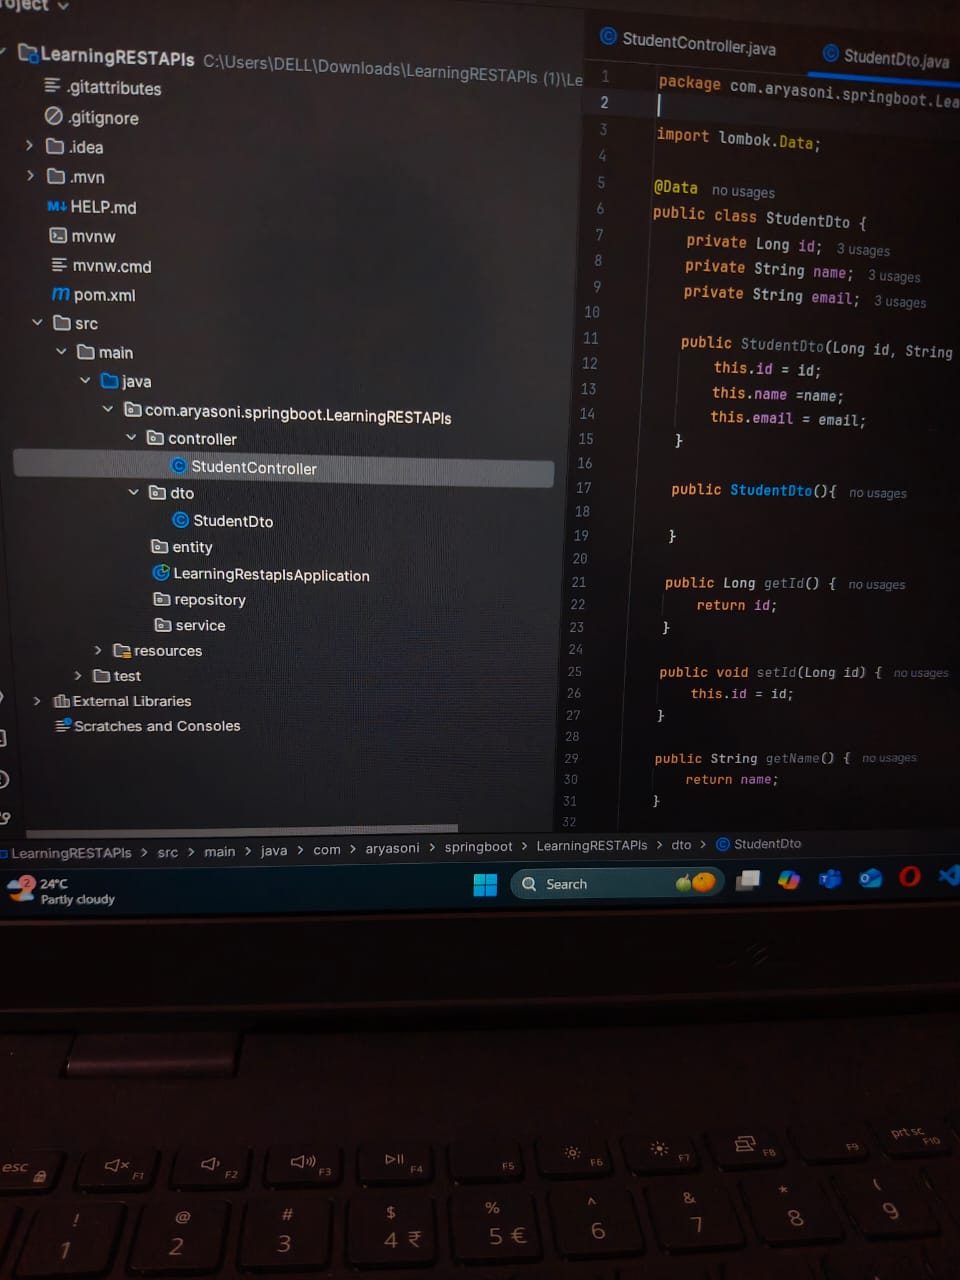 LearningRESTAPIs C:\Users\DELL\Downloads\LearningRESTAPIs (1)\Le
.gitattributes
.gitignore
.idea
.mvn
HELP.md
mvnw
mvnw.cmd
pom.xml
src
main
java
com.aryasoni.springboot.LearningRESTAPIs
controller
StudentController
dto
StudentDto
entity
LearningRestapIsApplication
repository
service
resources
test
External Libraries
Scratches and Consoles
StudentController.java StudentDto.java
1 package com.aryasoni.springboot.Lea
2
3 import lombok.Data;
4
5 @Data no usages
6 public class StudentDto {
7 private Long id; 3 usages
8 private String name; 3 usages
9 private String email; 3 usages
10
11 public StudentDto(Long id, String
12 this.id = id;
13 this.name =name;
14 this.email = email;
15 }
16
17 public StudentDto(){ no usages
18
19 }
20
21 public Long getId() { no usages
22 return id;
23 }
24
25 public void setId(Long id) { no usages
26 this.id = id;
27 }
28
29 public String getName() { no usages
30 return name;
31 }
32
LearningRESTAPIs > src > main > java > com > aryasoni > springboot > LearningRESTAPIs > dto > StudentDto
2 24°C
Partly cloudy
Search
esc F1 F2 F3 F4 F5 F6 F7 F8 F9 prt sc F10
! @ # $ % ^ & * (
1 2 3 4 ₹ 5 € 6 7 8 9